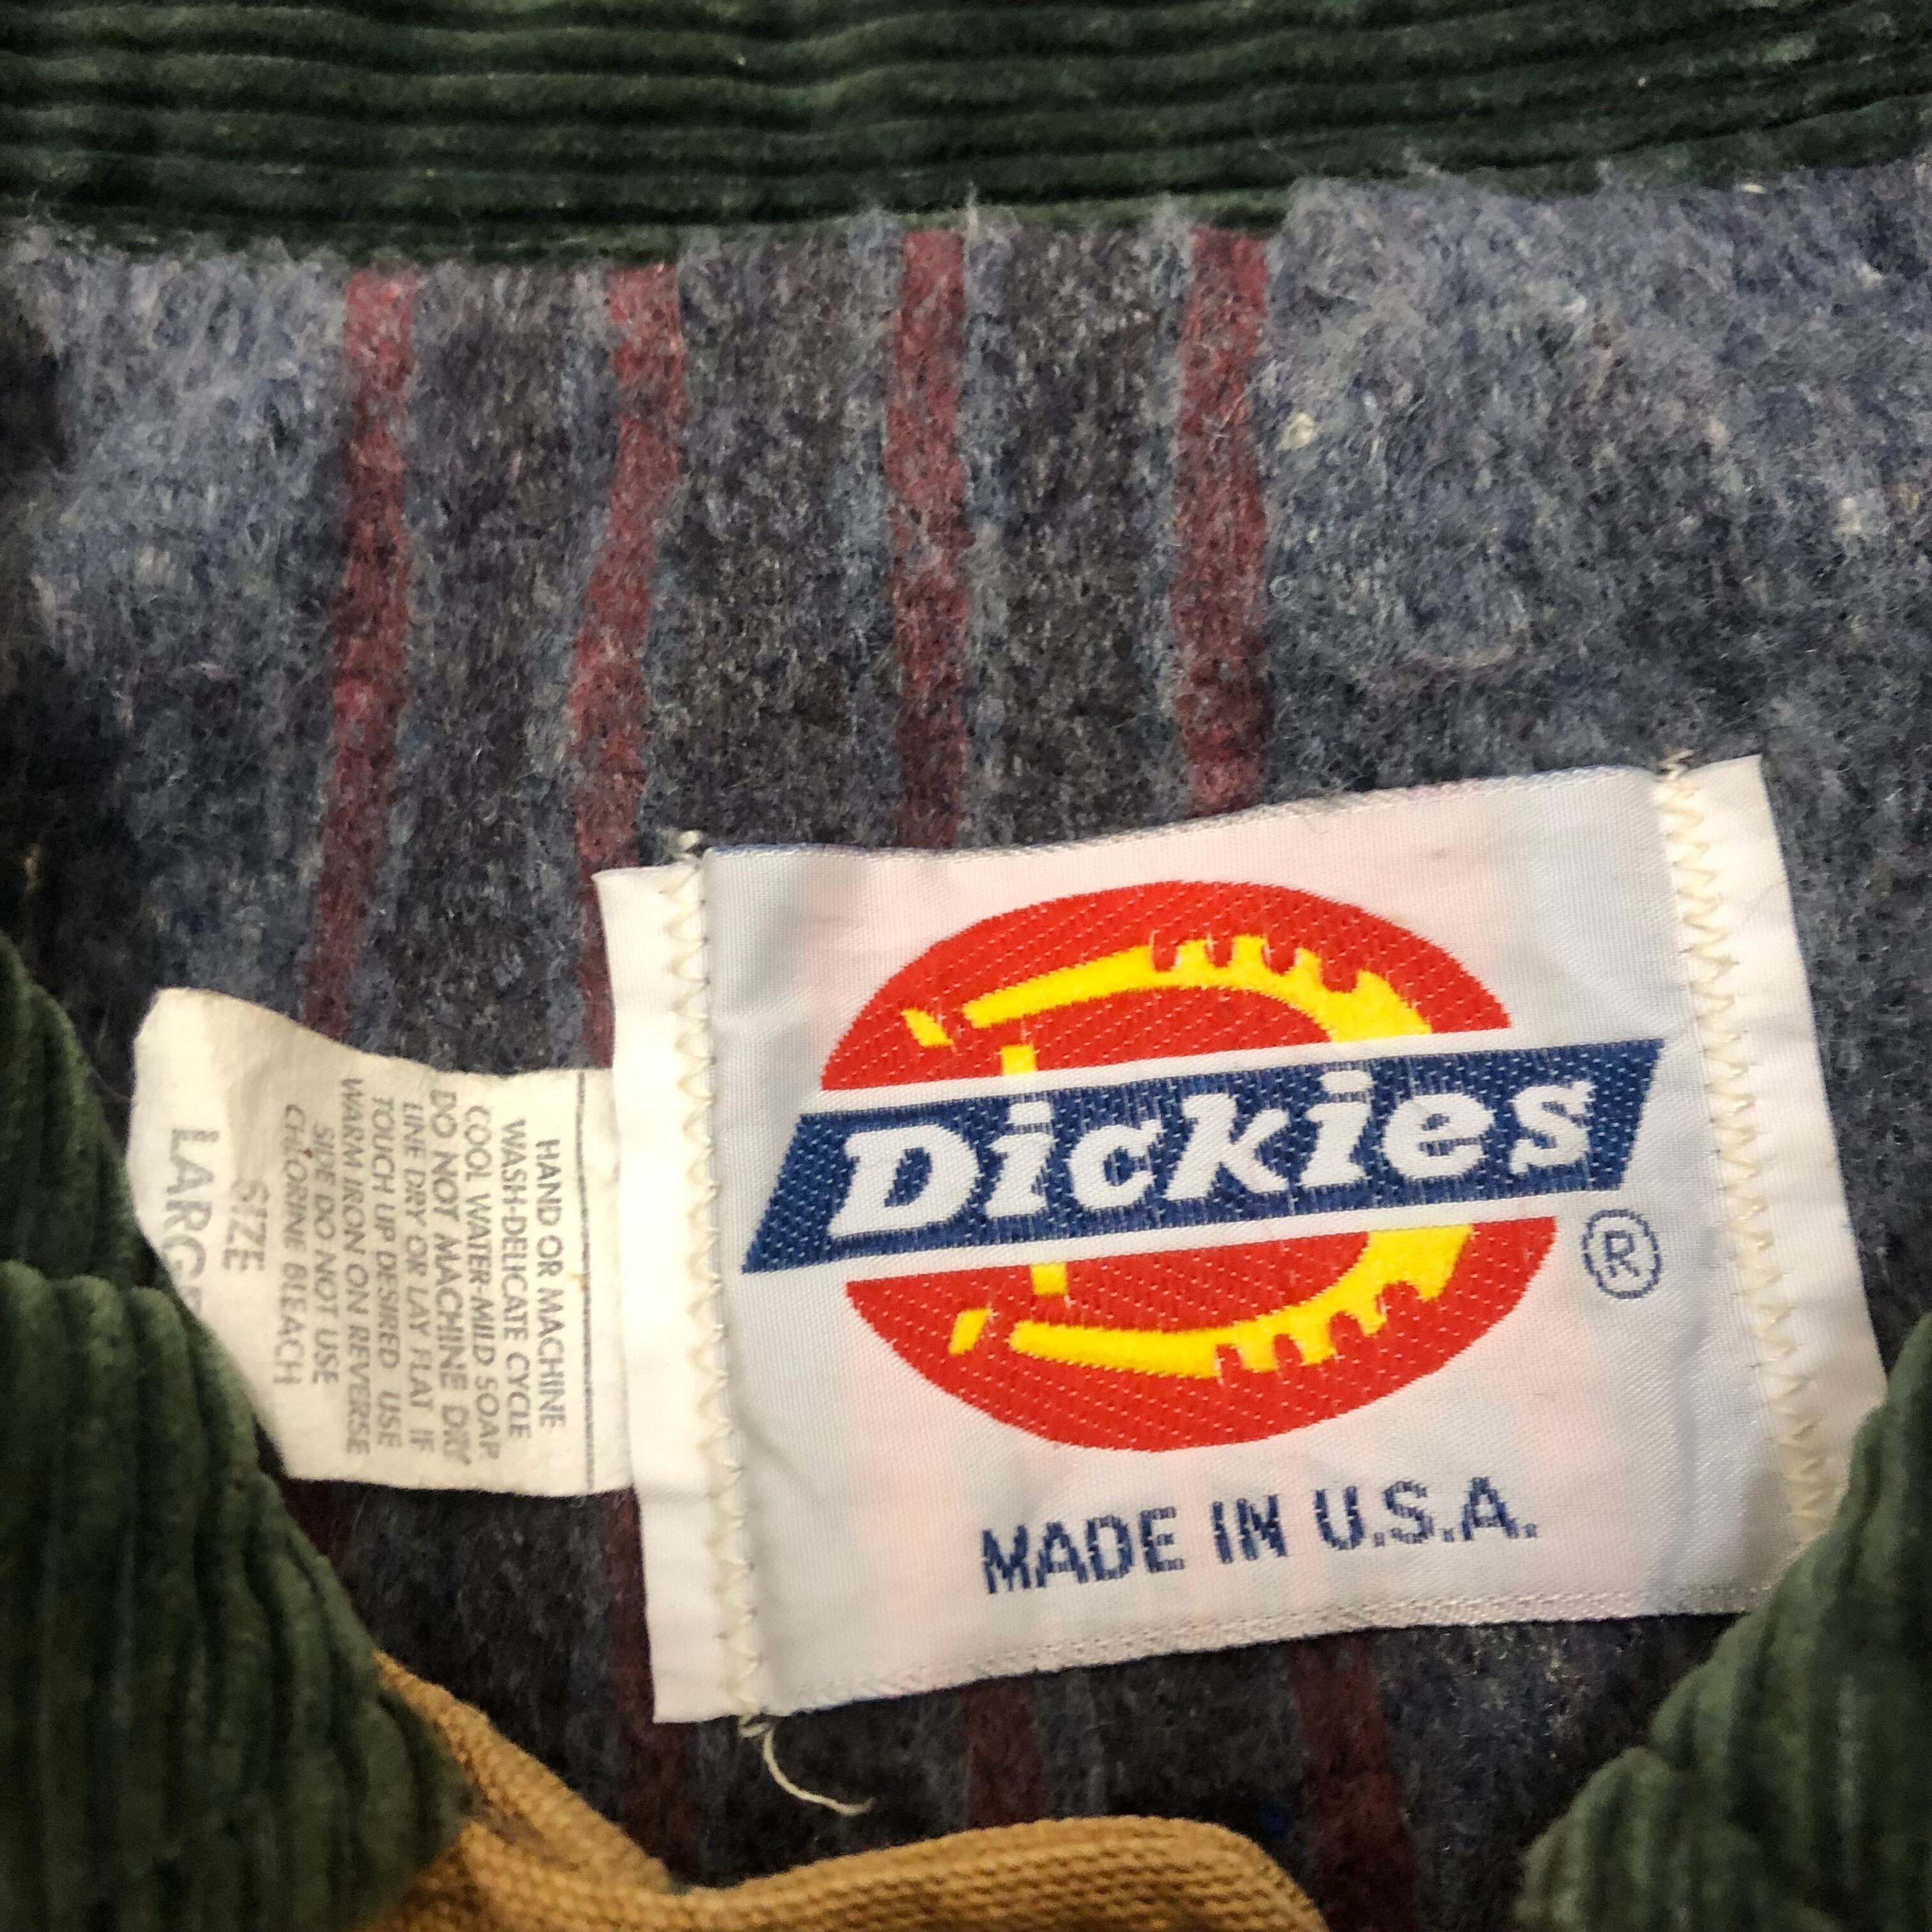 Dickies
®
MADE IN U.S.A.
HAND OR MACHINE
WASH-DELICATE CYCLE
COOL WATER-MILD SOAP
DO NOT MACHINE DRY
LINE DRY OR LAY FLAT IF
TOUCH UP DESIRED USE
WARM IRON ON REVERSE
SIDE DO NOT USE
CHLORINE BLEACH
SIZE
LARGE